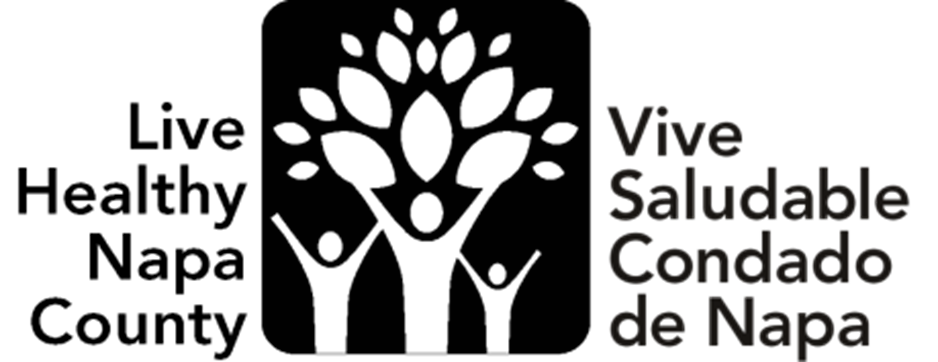 Live
Healthy
Napa
County
Vive
Saludable
Condado
de Napa